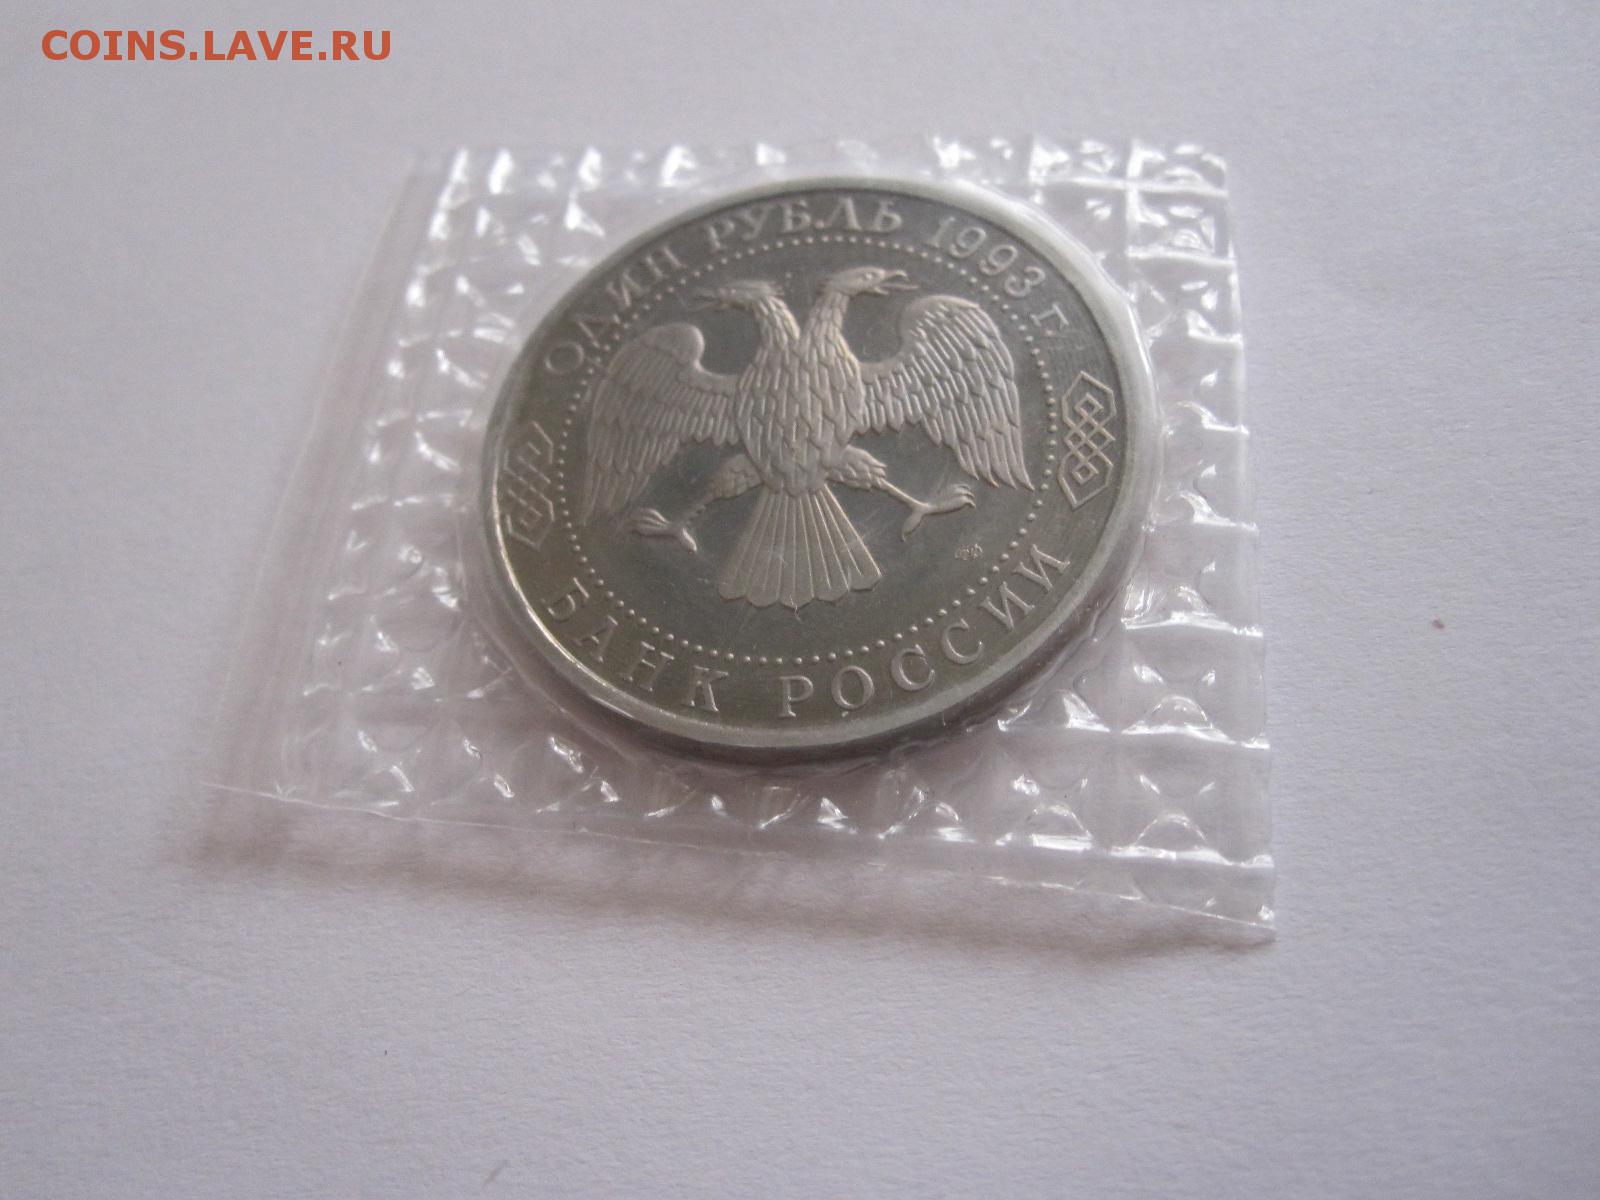 COINS.LAVE.RU
ОДИН РУБЛЬ 1993 г.
БАНК РОССИИ